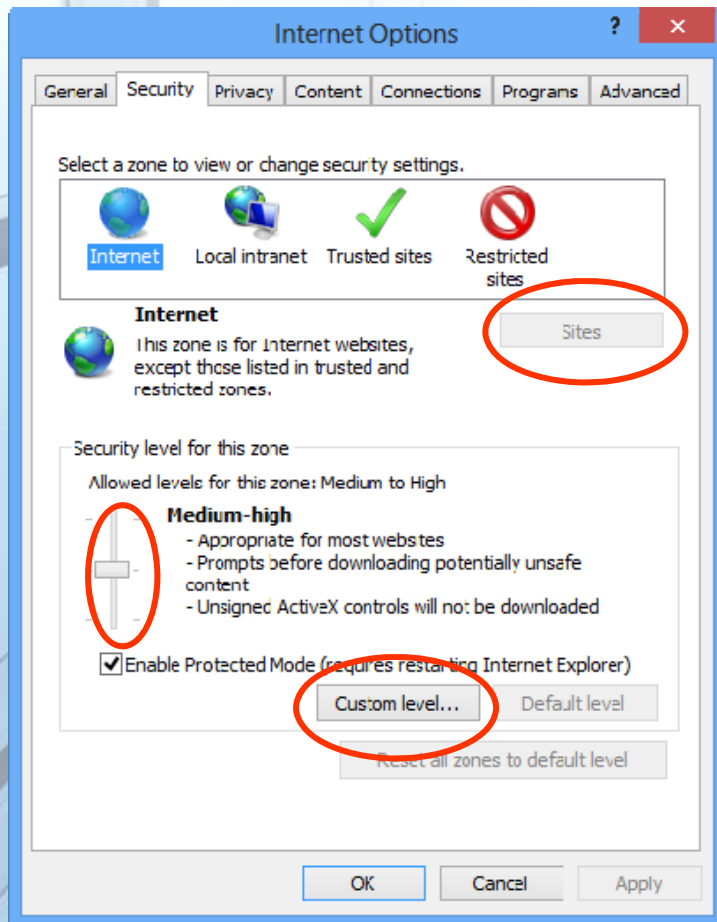 Internet Options
?
×
General Security Privacy Content Connections Programs Advanced
Select a zone to view or change security settings.
Internet Local intranet Trusted sites Restricted
sites
Internet
Sites
This zone is for Internet websites,
except those listed in trusted and
restricted zones.
Security level for this zone
Allowed levels for this zone: Medium to High
Medium-high
- Appropriate for most websites
- Prompts before downloading potentially unsafe
content
- Unsigned ActiveX controls will not be downloaded
Enable Protected Mode (requires restarting Internet Explorer)
Custom level... Default level
Reset all zones to default level
OK Cancel Apply